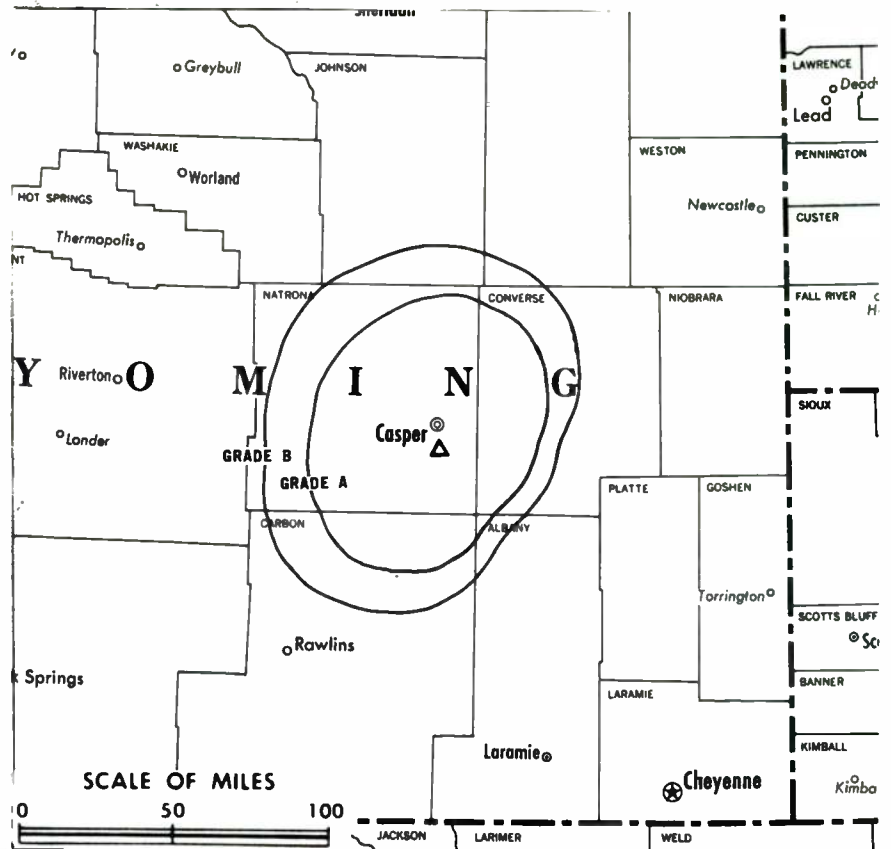 Greybull
JOHNSON
LAWRENCE
Lead
WASHAKIE
WESTON
PENNINGTON
Worland
HOT SPRINGS
Newcastle
CUSTER
Thermopolis
NATRONA
CONVERSE
NIOBRARA
FALL RIVER
Y Riverton O M I N G
SIOUX
Casper
Lander
GRADE B
GRADE A
PLATTE
GOSHEN
CARBON
ALBANY
Torrington
SCOTTS BLUFF
Rawlins
Springs
BANNER
LARAMIE
KIMBALL
Laramie
SCALE OF MILES
Cheyenne
0 50 100
JACKSON
LARIMER
WELD